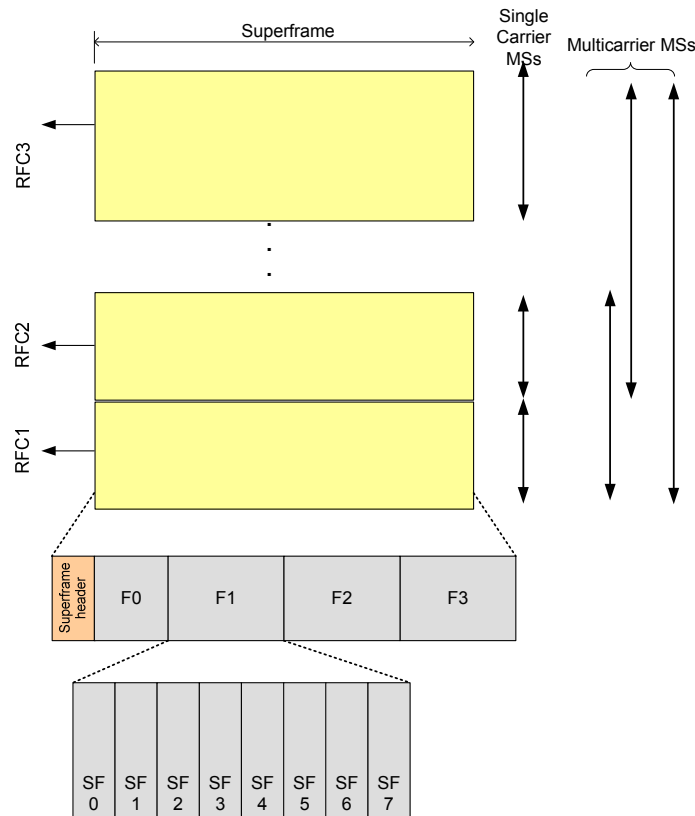 Superframe
Single
Carrier
MSs
Multicarrier MSs
RFC3
RFC2
RFC1
Superframe
header
F0
F1
F2
F3
SF
0
SF
1
SF
2
SF
3
SF
4
SF
5
SF
6
SF
7